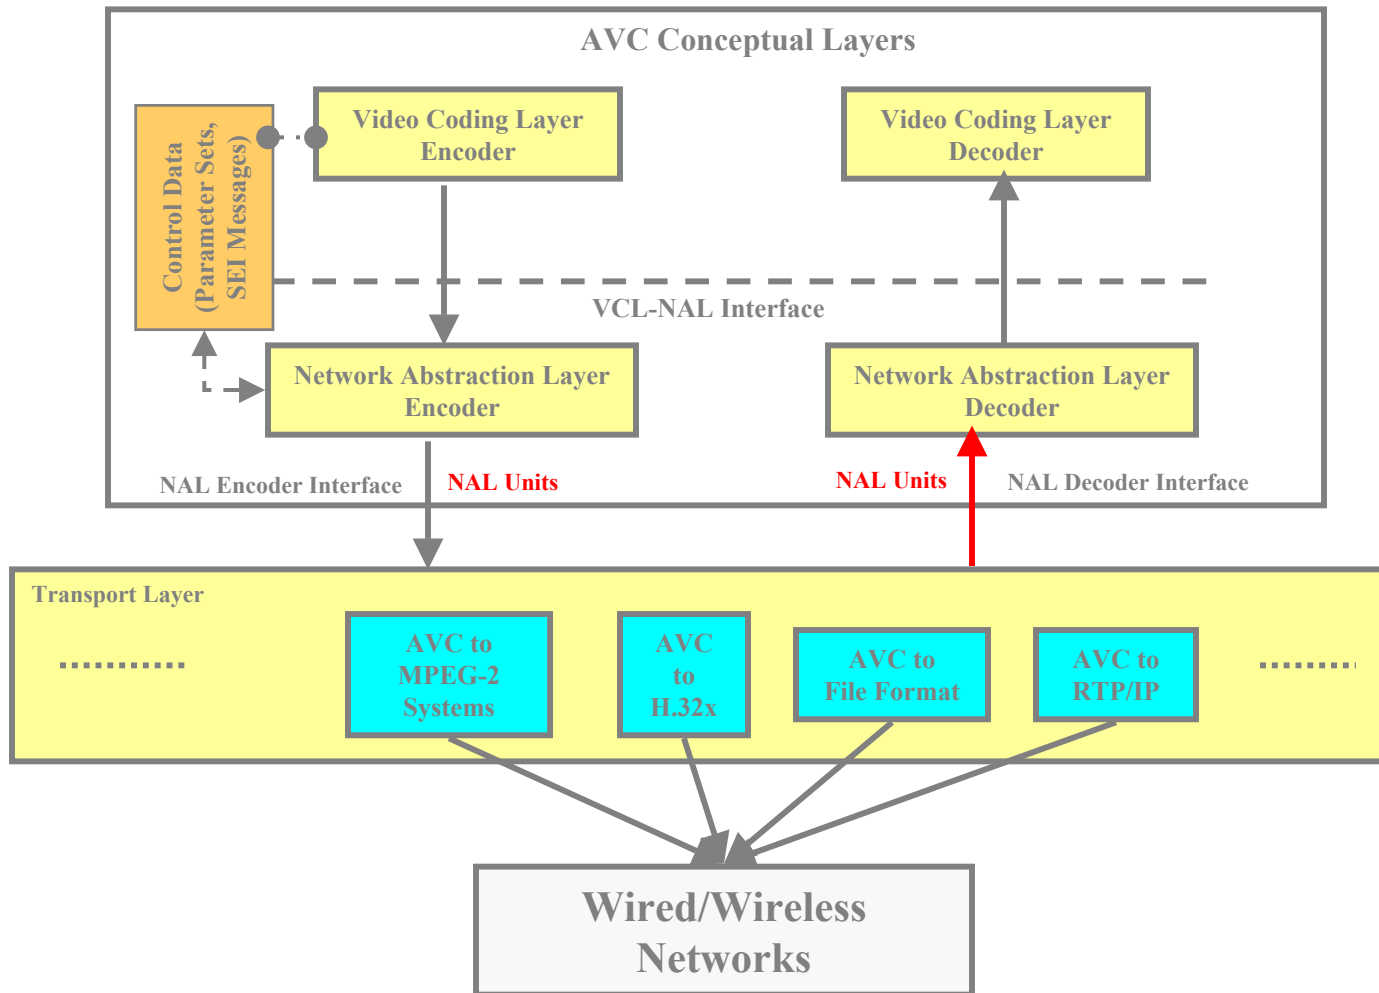 AVC Conceptual Layers
Control Data
(Parameter Sets,
SEI Messages)
Video Coding Layer
Encoder
Video Coding Layer
Decoder
VCL-NAL Interface
Network Abstraction Layer
Encoder
Network Abstraction Layer
Decoder
NAL Encoder Interface
NAL Units
NAL Units
NAL Decoder Interface
Transport Layer
AVC to
MPEG-2
Systems
AVC
to
H.32x
AVC to
File Format
AVC to
RTP/IP
Wired/Wireless
Networks